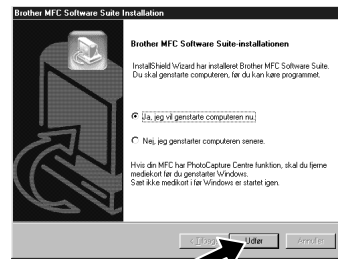 Brother MFC Software Suite Installation
Brother MFC Software Suite-installationen
InstallShield Wizard har installeret Brother MFC Software Suite.
Du skal genstarte computeren, før du kan køre programmet.
Ja, jeg vil genstarte computeren nu.
Nej, jeg genstarter computeren senere.
Hvis din MFC har PhotoCapture Centre funktion, skal du fjerne
mediekort før du genstarter Windows.
Sæt ikke medikort i før Windows er startet igen.
< Tilbage Udfør Annuller